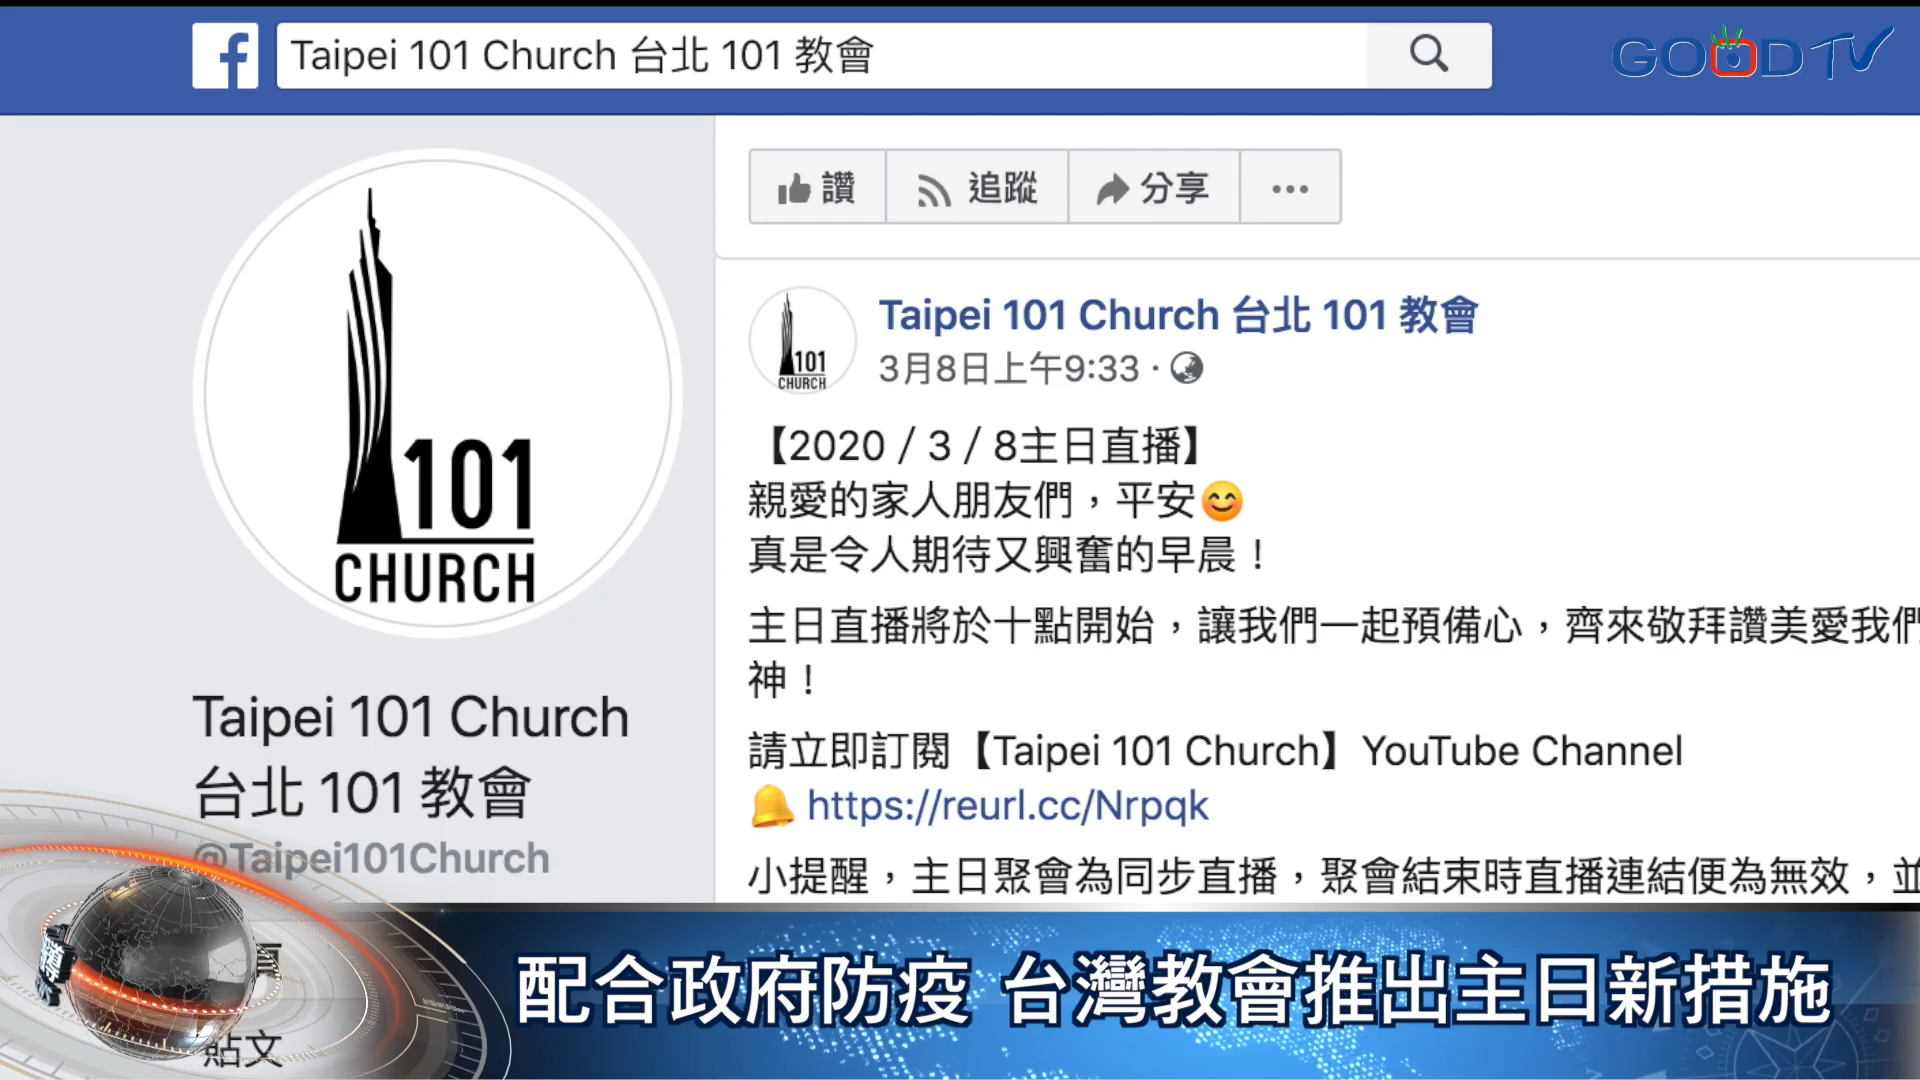 Taipei 101 Church 台北 101 教會
GOOD TV
讚 追蹤 分享
101
CHURCH
Taipei 101 Church
台北 101 教會
@Taipei101Church
貼文
101
CHURCH
Taipei 101 Church 台北 101 教會
3月8日上午9:33
【2020 / 3 / 8主日直播】
親愛的家人朋友們，平安😊
真是令人期待又興奮的早晨！
主日直播將於十點開始，讓我們一起預備心，齊來敬拜讚美愛我們
神！
請立即訂閱【Taipei 101 Church】YouTube Channel
🔔 https://reurl.cc/Nrpqk
小提醒，主日聚會為同步直播，聚會結束時直播連結便為無效，並
配合政府防疫 台灣教會推出主日新措施